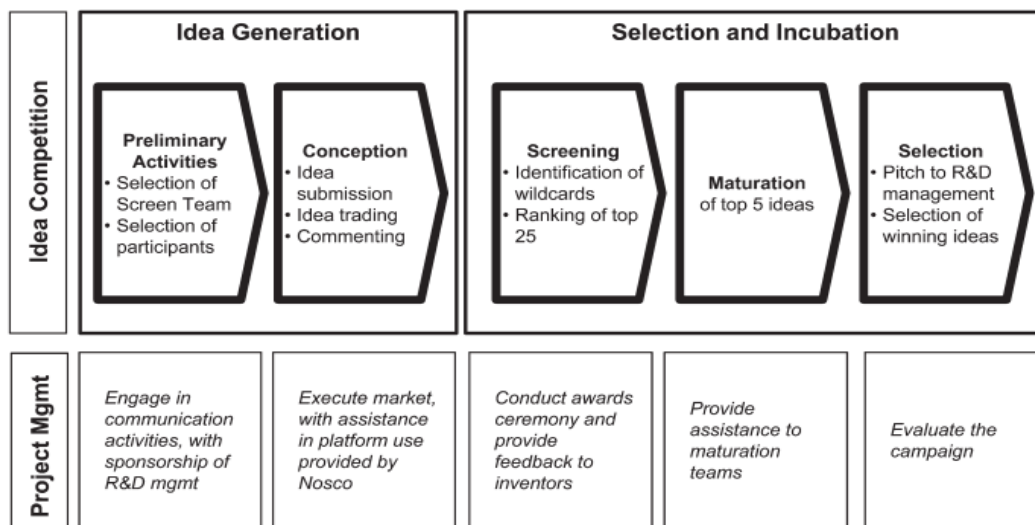 Idea Competition
Idea Generation
Preliminary
Activities
• Selection of
Screen Team
• Selection of
participants
Conception
• Idea
submission
• Idea trading
• Commenting
Selection and Incubation
Screening
• Identification of
wildcards
• Ranking of top
25
Maturation
of top 5 ideas
Selection
• Pitch to R&D
management
• Selection of
winning ideas
Project Mgmt
Engage in
communication
activities, with
sponsorship of
R&D mgmt
Execute market,
with assistance
in platform use
provided by
Nosco
Conduct awards
ceremony and
provide
feedback to
inventors
Provide
assistance to
maturation
teams
Evaluate the
campaign